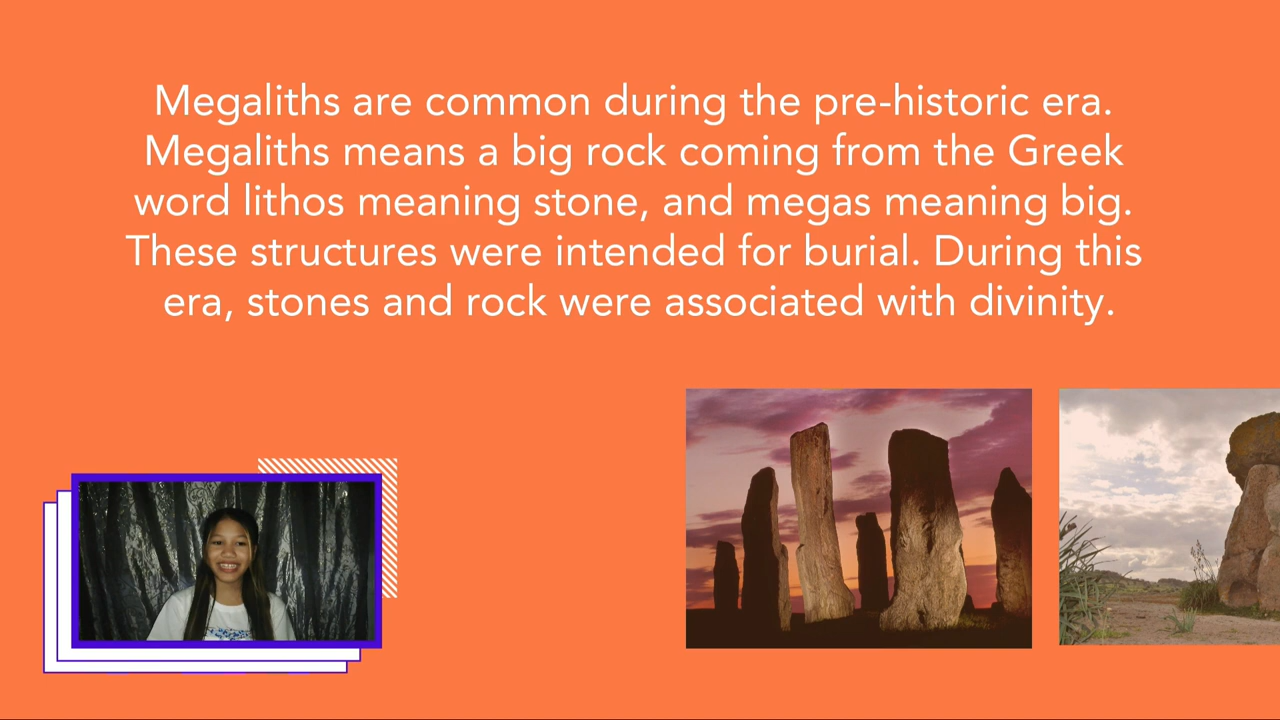 Megaliths are common during the pre-historic era.
Megaliths means a big rock coming from the Greek
word lithos meaning stone, and megas meaning big.
These structures were intended for burial. During this
era, stones and rock were associated with divinity.